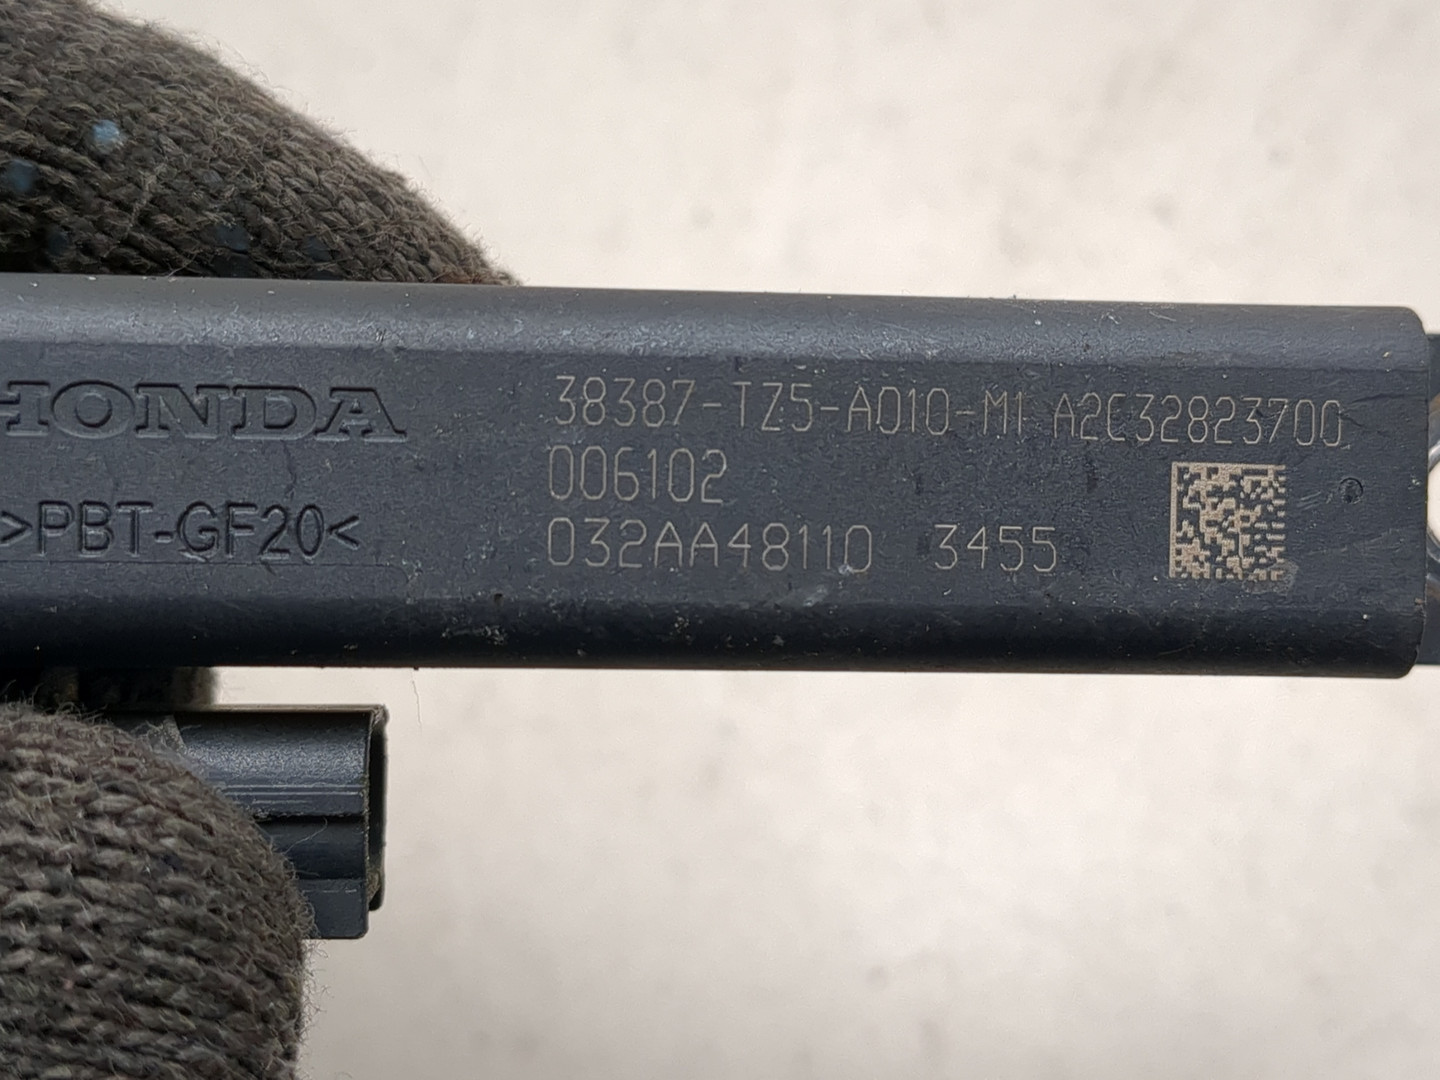 HONDA
>PBT-GF20<
38387-TZ5-A010-M1 A2C32823700
006102
032AA48110 3455